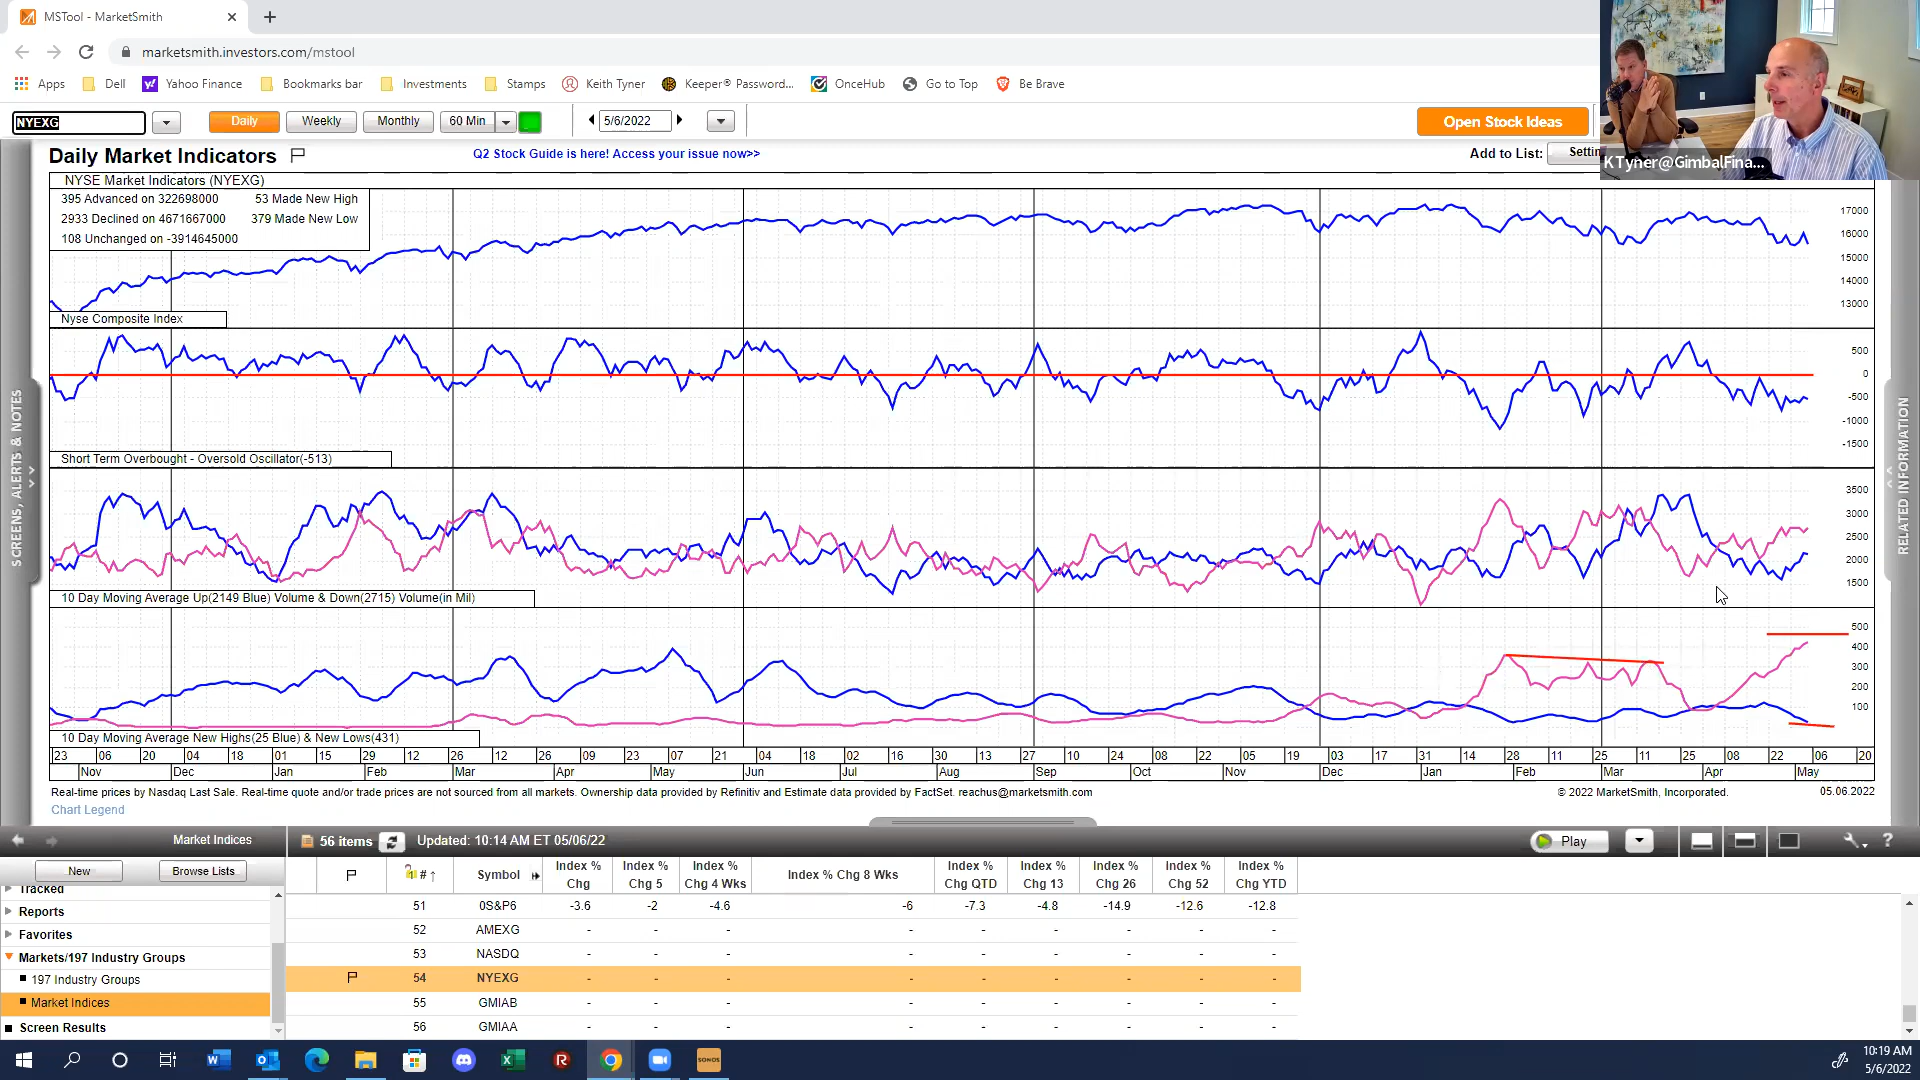 MSTool - MarketSmith
marketsmith.investors.com/mstool
Apps Dell Yahoo Finance Bookmarks bar Investments Stamps Keith Tyner Keeper® Password... OnceHub Go to Top Be Brave
NYEXG Daily Weekly Monthly 60 Min 5/6/2022 Open Stock Ideas
Daily Market Indicators Q2 Stock Guide is here! Access your issue now>> Add to List: Settin
KTyner@GimbalFina...
NYSE Market Indicators (NYEXG)
395 Advanced on 322698000 53 Made New High
2933 Declined on 4671667000 379 Made New Low
108 Unchanged on -3914645000
17000
16000
15000
14000
13000
Nyse Composite Index
500
0
-500
-1000
-1500
Short Term Overbought - Oversold Oscillator(-513)
3500
3000
2500
2000
1500
10 Day Moving Average Up(2149 Blue) Volume & Down(2715) Volume(in Mil)
500
400
300
200
100
10 Day Moving Average New Highs(25 Blue) & New Lows(431)
23 06 20 04 18 01 15 29 12 26 12 26 09 23 07 21 04 18 02 16 30 13 27 10 24 08 22 05 19 03 17 31 14 28 11 25 11 25 08 22 06 20
Nov Dec Jan Feb Mar Apr May Jun Jul Aug Sep Oct Nov Dec Jan Feb Mar Apr May
Real-time prices by Nasdaq Last Sale. Real-time quote and/or trade prices are not sourced from all markets. Ownership data provided by Refinitiv and Estimate data provided by FactSet. reachus@marketsmith.com © 2022 MarketSmith, Incorporated. 05.06.2022
Chart Legend
SCREENS, ALERTS & NOTES
RELATED INFORMATION
Market Indices 56 items Updated: 10:14 AM ET 05/06/22 Play ?
New Browse Lists
Tracked
Reports
Favorites
Markets/197 Industry Groups
197 Industry Groups
Market Indices
Screen Results
# Symbol Index % Chg Index % Chg 5 Index % Chg 4 Wks Index % Chg 8 Wks Index % Chg QTD Index % Chg 13 Index % Chg 26 Index % Chg 52 Index % Chg YTD
51 0S&P6 -3.6 -2 -4.6 -6 -7.3 -4.8 -14.9 -12.6 -12.8
52 AMEXG - - - - - - - - -
53 NASDQ - - - - - - - - -
54 NYEXG - - - - - - - - -
55 GMIAB - - - - - - - - -
56 GMIAA - - - - - - - - -
SONOS
10:19 AM
5/6/2022